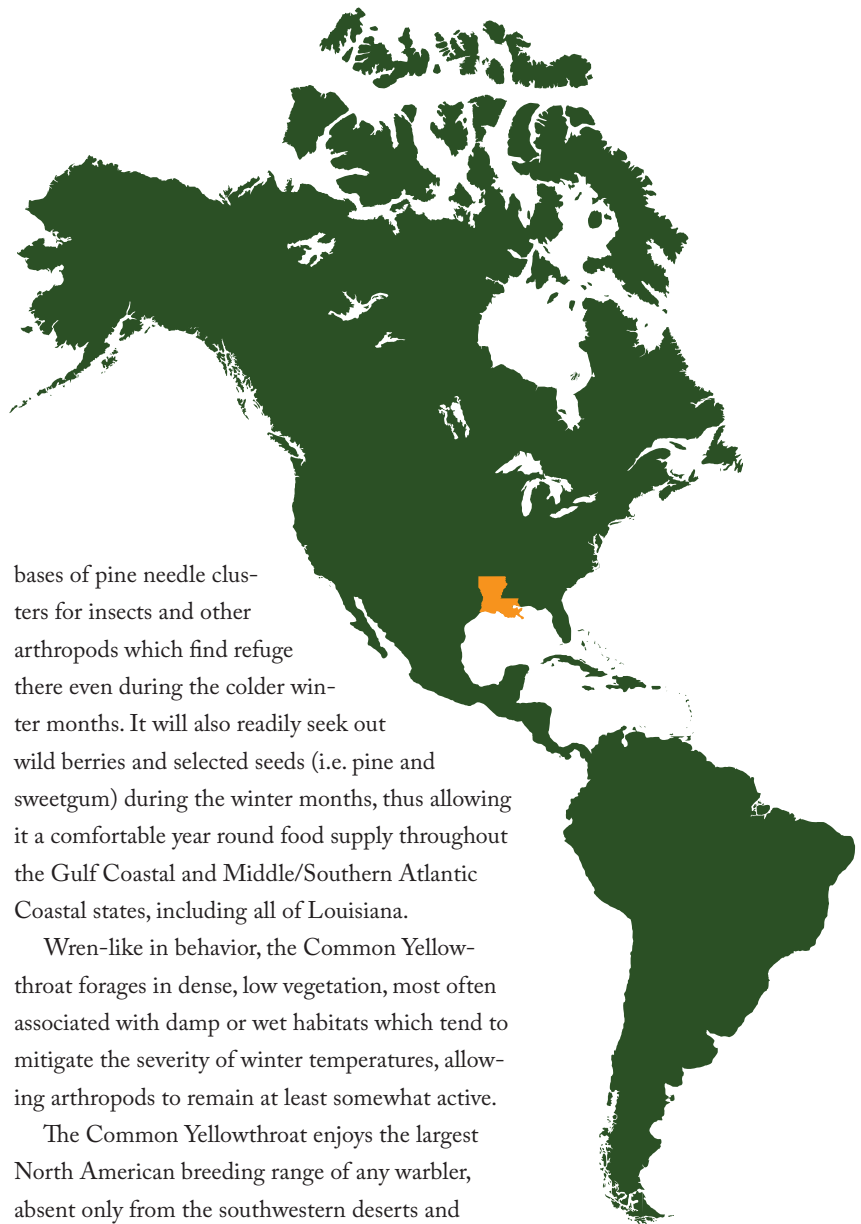 bases of pine needle clus-
ters for insects and other
arthropods which find refuge
there even during the colder win-
ter months. It will also readily seek out
wild berries and selected seeds (i.e. pine and
sweetgum) during the winter months, thus allowing
it a comfortable year round food supply throughout
the Gulf Coastal and Middle/Southern Atlantic
Coastal states, including all of Louisiana.
Wren-like in behavior, the Common Yellow-
throat forages in dense, low vegetation, most often
associated with damp or wet habitats which tend to
mitigate the severity of winter temperatures, allow-
ing arthropods to remain at least somewhat active.
The Common Yellowthroat enjoys the largest
North American breeding range of any warbler,
absent only from the southwestern deserts and